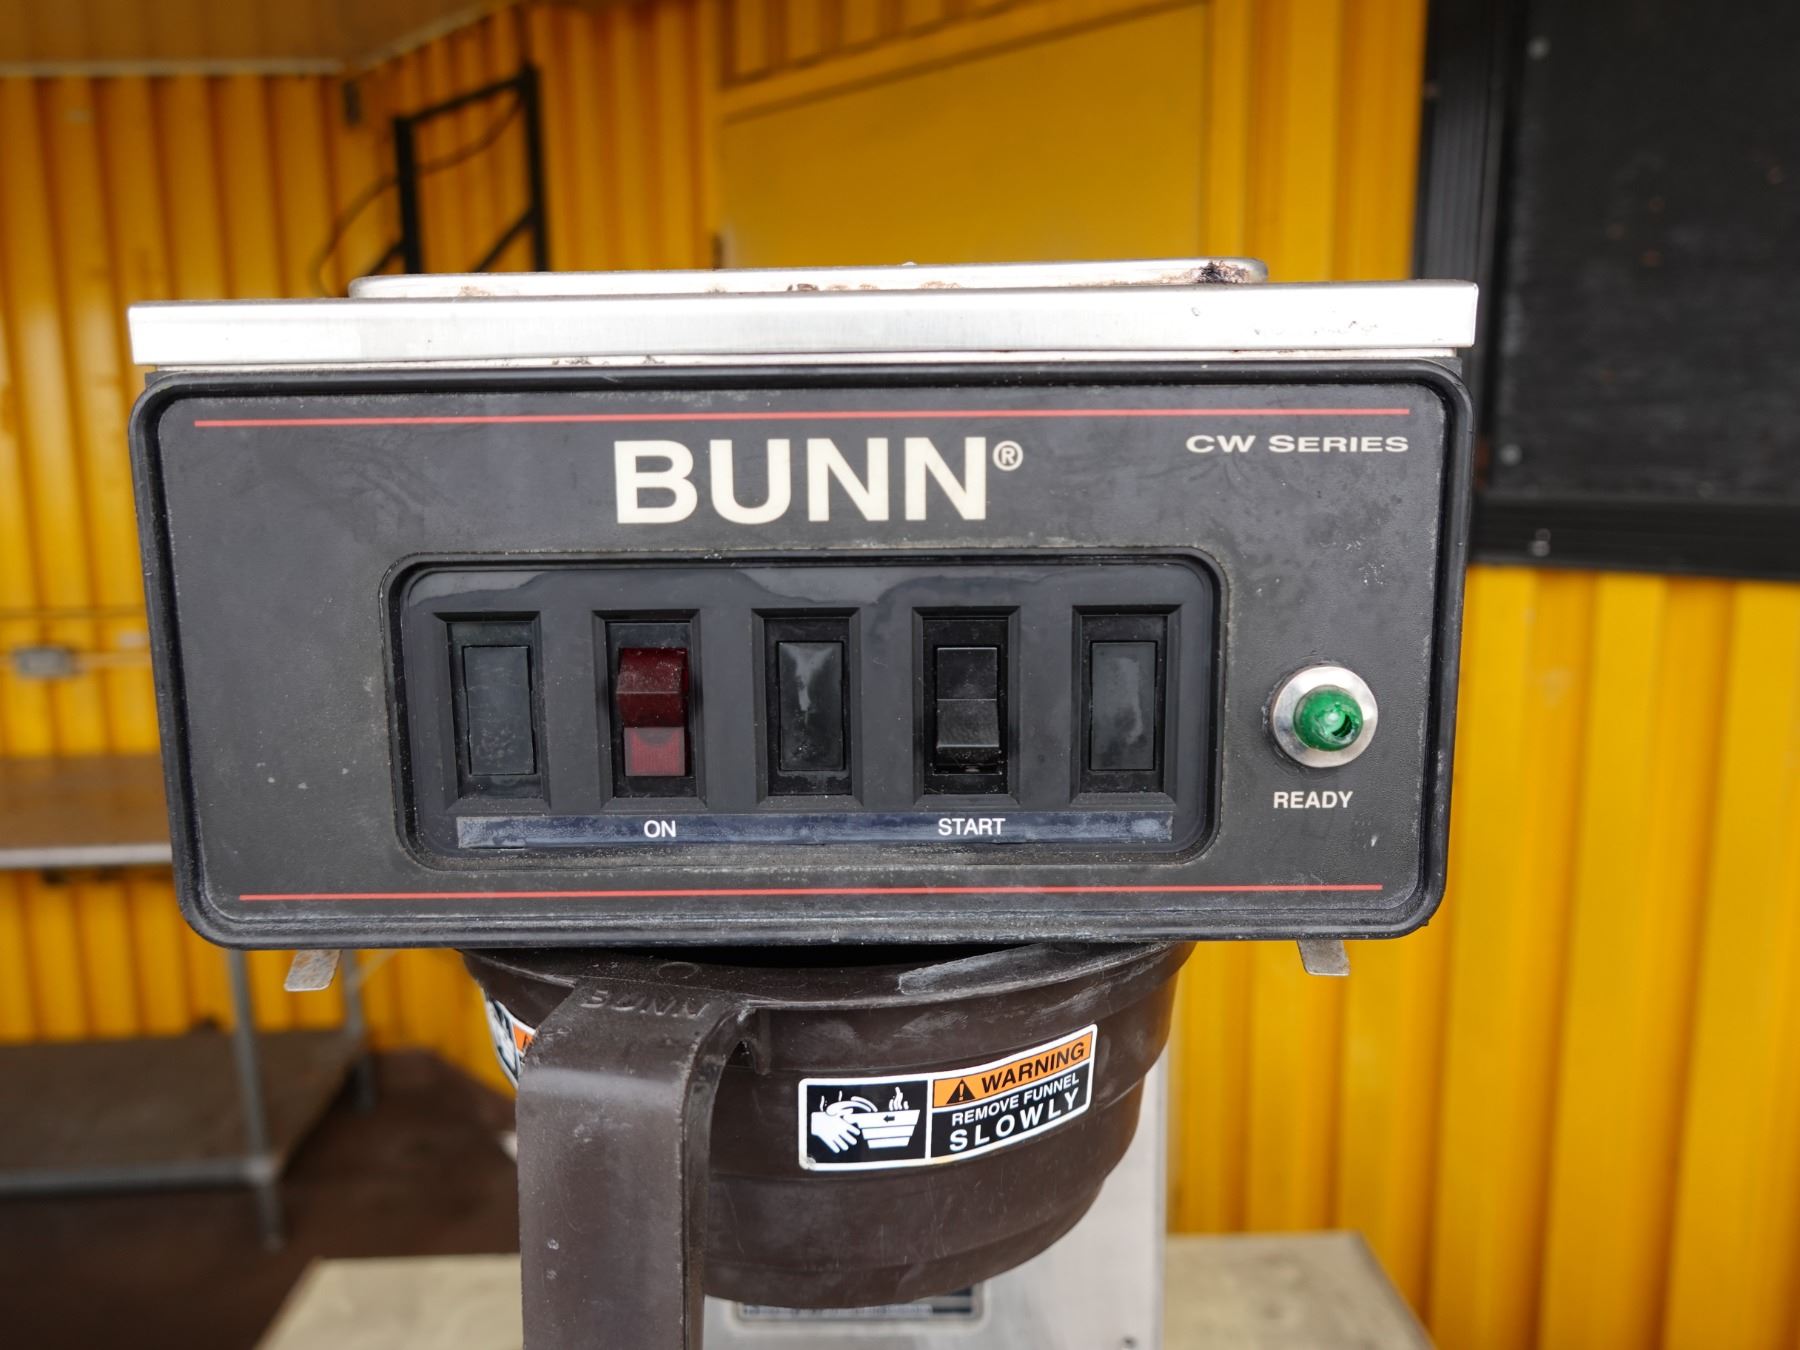 BUNN®
CW SERIES
ON
START
READY
BUNN
WARNING
REMOVE FUNNEL
SLOWLY